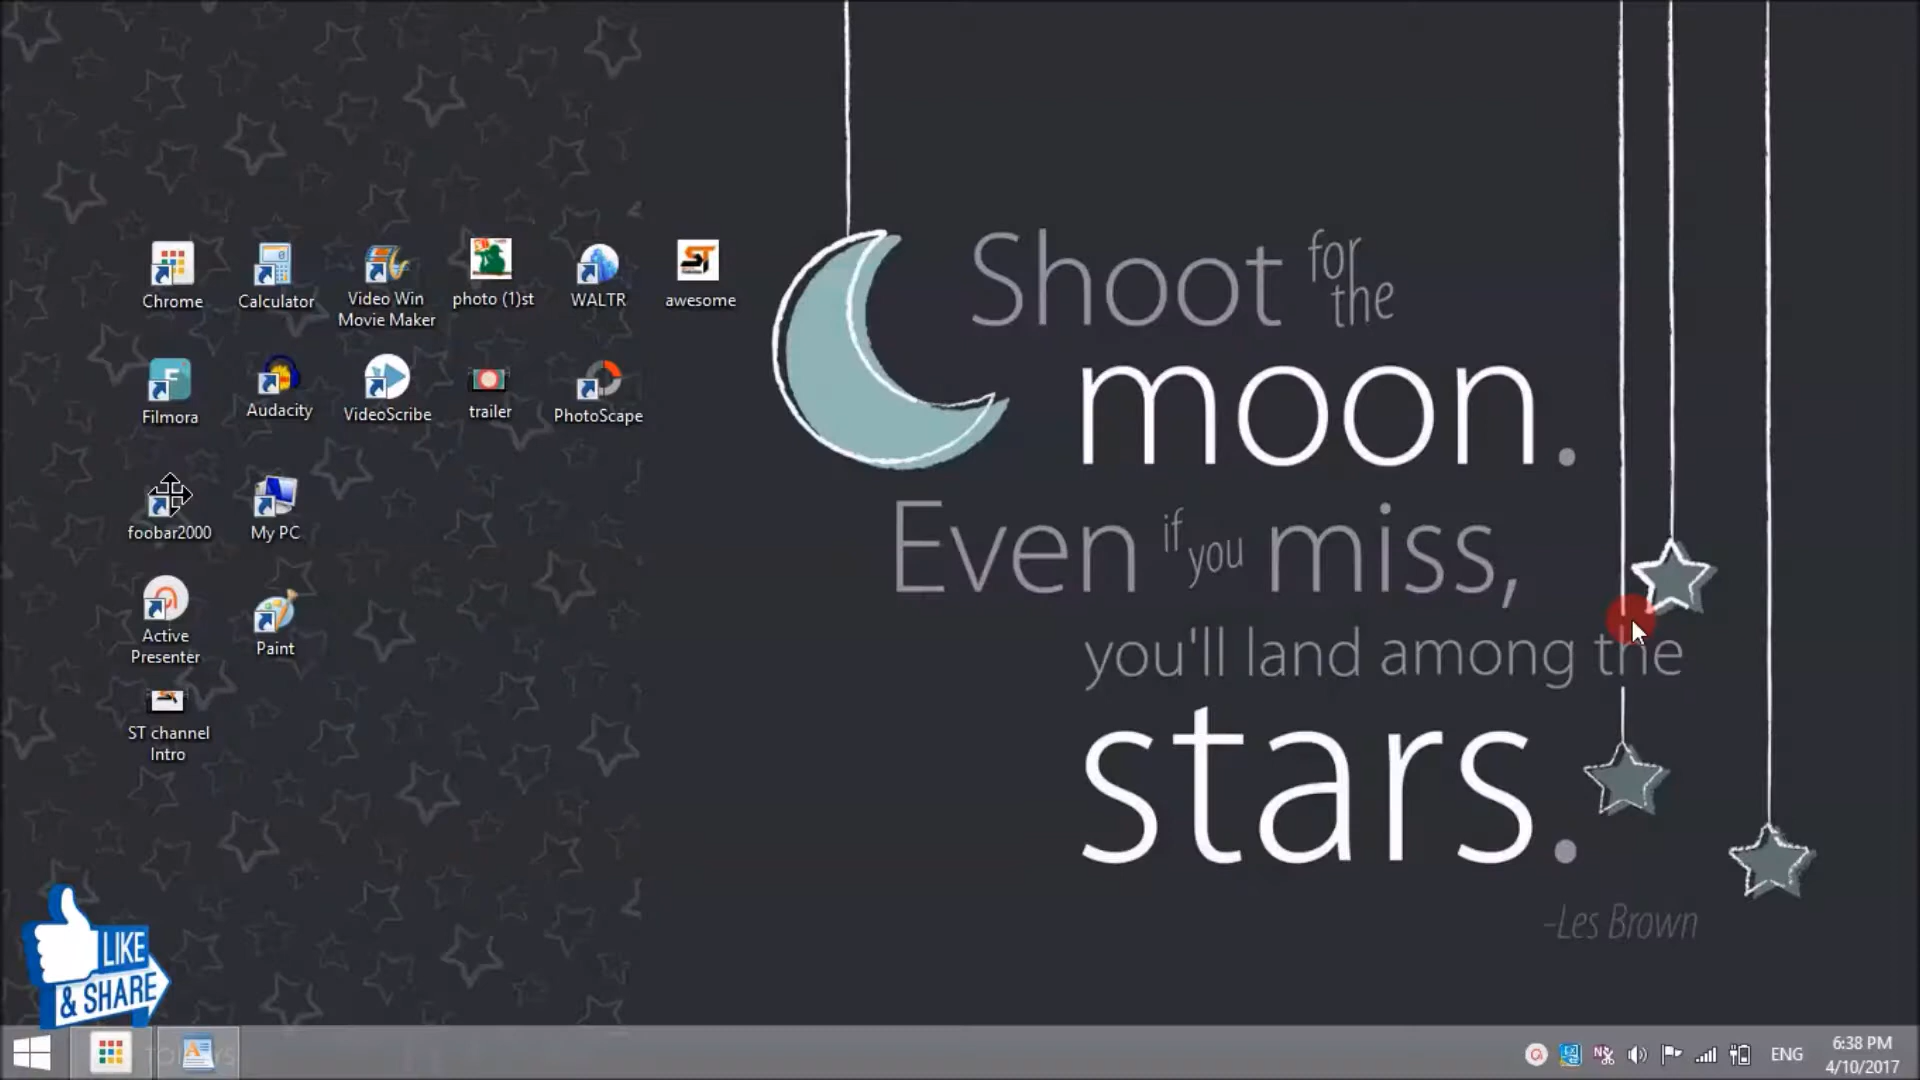 Chrome
Calculator
Video Win
Movie Maker
photo (1)st
WALTR
awesome
Filmora
Audacity
VideoScribe
trailer
PhotoScape
foobar2000
My PC
Active
Presenter
Paint
ST channel
Intro
Shoot for the
moon.
Even if you miss,
you'll land among the
stars.
-Les Brown
LIKE
& SHARE
ENG
6:38 PM
4/10/2017